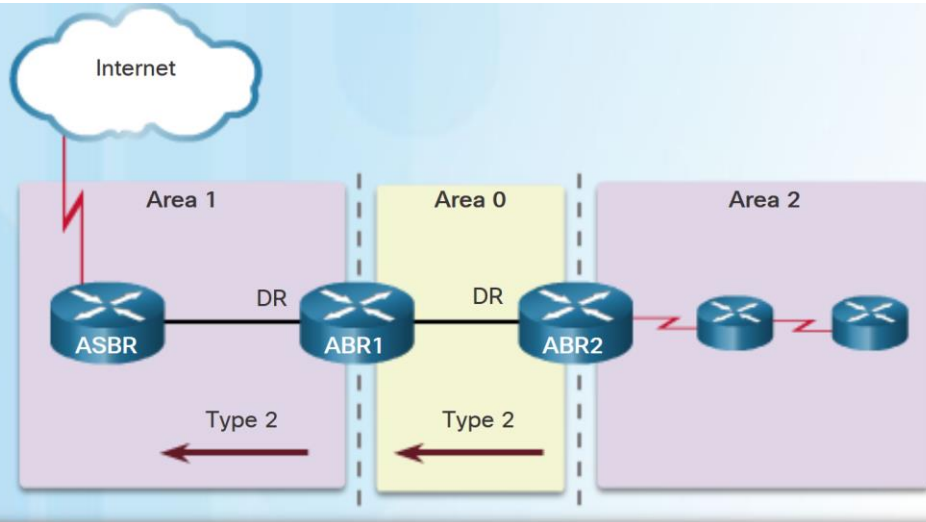 Internet
Area 1
Area 0
Area 2
DR
DR
ASBR
ABR1
ABR2
Type 2
Type 2